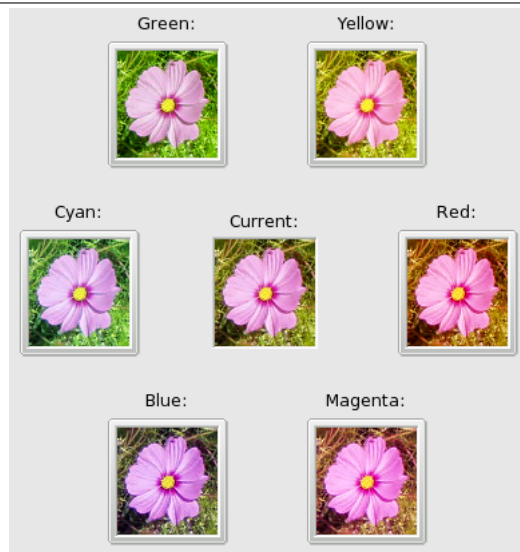 Green:
Yellow:
Cyan:
Current:
Red:
Blue:
Magenta: